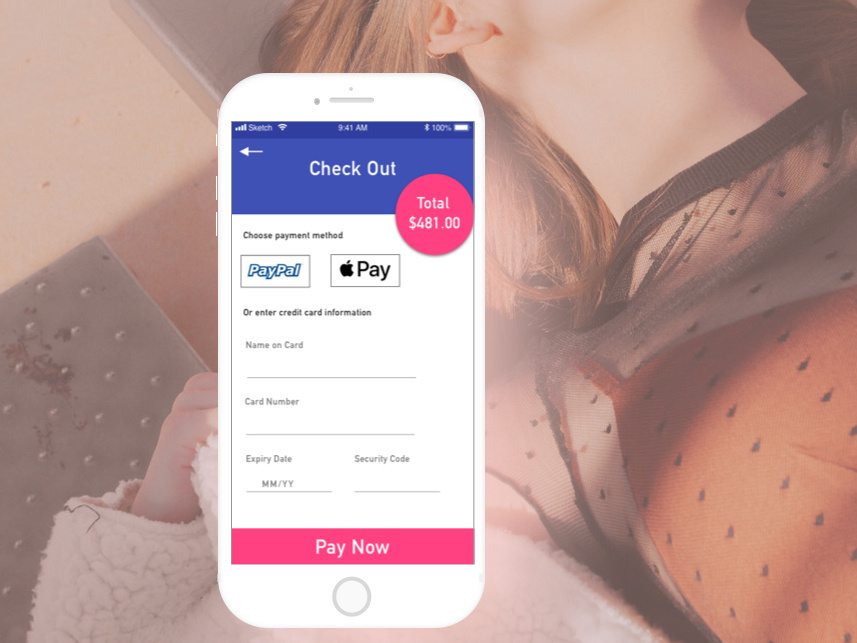 Sketch 9:41 AM 100%
Check Out
Total
$481.00
Choose payment method
PayPal Pay
Or enter credit card information
Name on Card
Card Number
Expiry Date Security Code
MM/YY
Pay Now